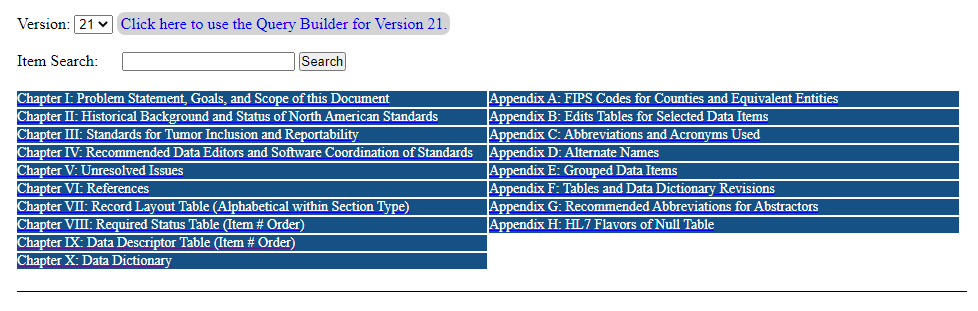 Version: 21 Click here to use the Query Builder for Version 21.
Item Search: Search
Chapter I: Problem Statement, Goals, and Scope of this Document
Chapter II: Historical Background and Status of North American Standards
Chapter III: Standards for Tumor Inclusion and Reportability
Chapter IV: Recommended Data Editors and Software Coordination of Standards
Chapter V: Unresolved Issues
Chapter VI: References
Chapter VII: Record Layout Table (Alphabetical within Section Type)
Chapter VIII: Required Status Table (Item # Order)
Chapter IX: Data Descriptor Table (Item # Order)
Chapter X: Data Dictionary
Appendix A: FIPS Codes for Counties and Equivalent Entities
Appendix B: Edits Tables for Selected Data Items
Appendix C: Abbreviations and Acronyms Used
Appendix D: Alternate Names
Appendix E: Grouped Data Items
Appendix F: Tables and Data Dictionary Revisions
Appendix G: Recommended Abbreviations for Abstractors
Appendix H: HL7 Flavors of Null Table